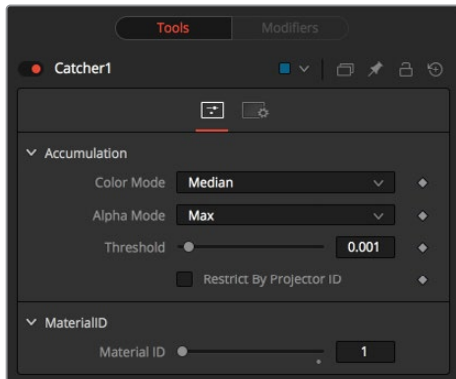 Tools Modifiers
Catcher1
Accumulation
Color Mode Median
Alpha Mode Max
Threshold 0.001
Restrict By Projector ID
MaterialID
Material ID 1